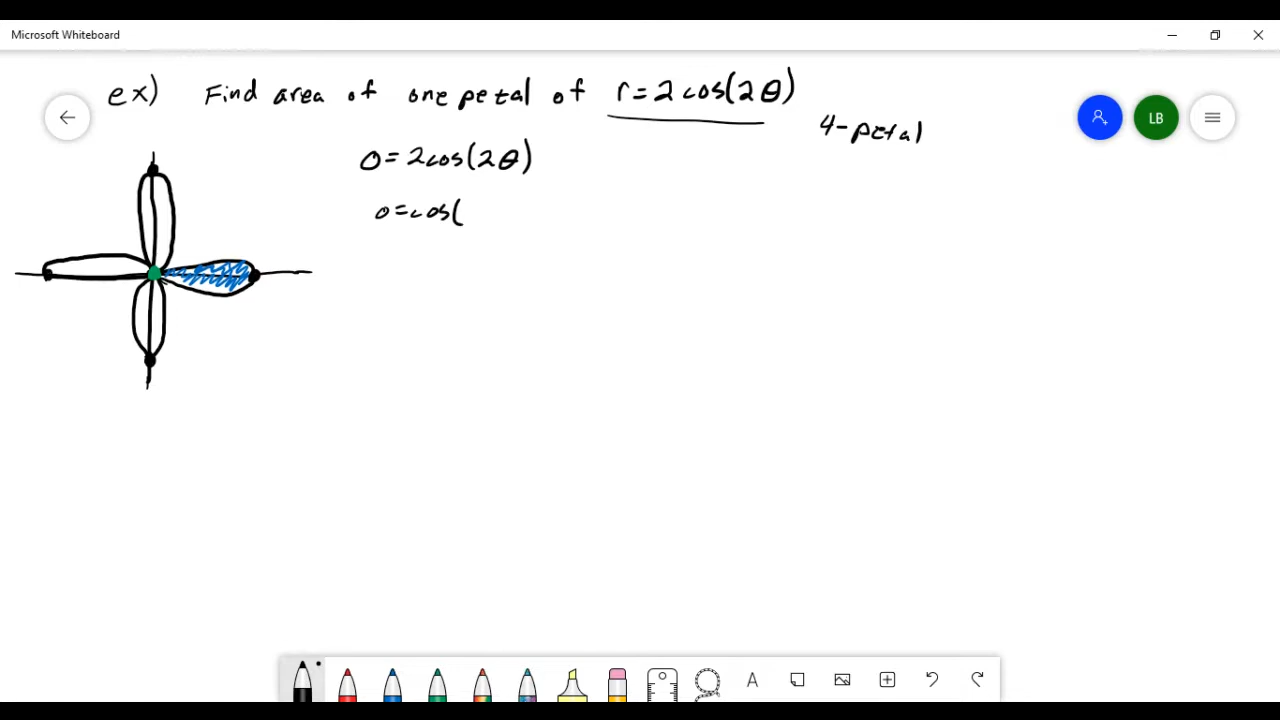 Microsoft Whiteboard
ex) Find area of one petal of r=2cos(2θ)
4-petal
LB
0=2cos(2θ)
0=cos(
A